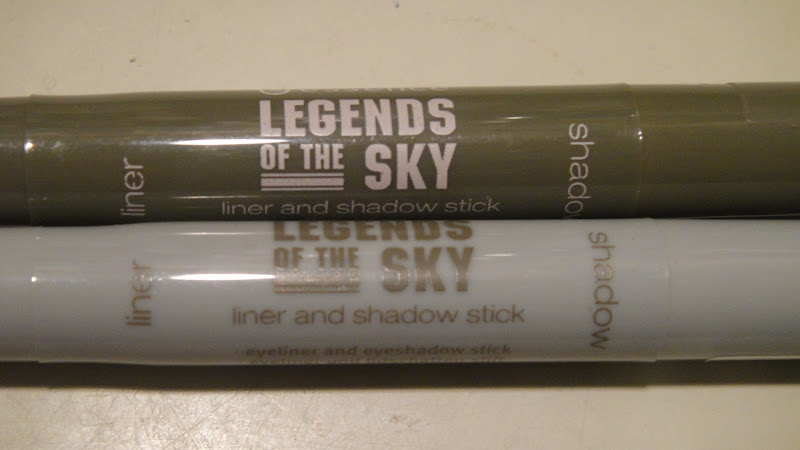 essence
LEGENDS
OF THE SKY
liner and shadow stick
liner
shadow
LEGENDS
OF THE SKY
liner and shadow stick
eyeliner and eyeshadow stick
liner
shadow